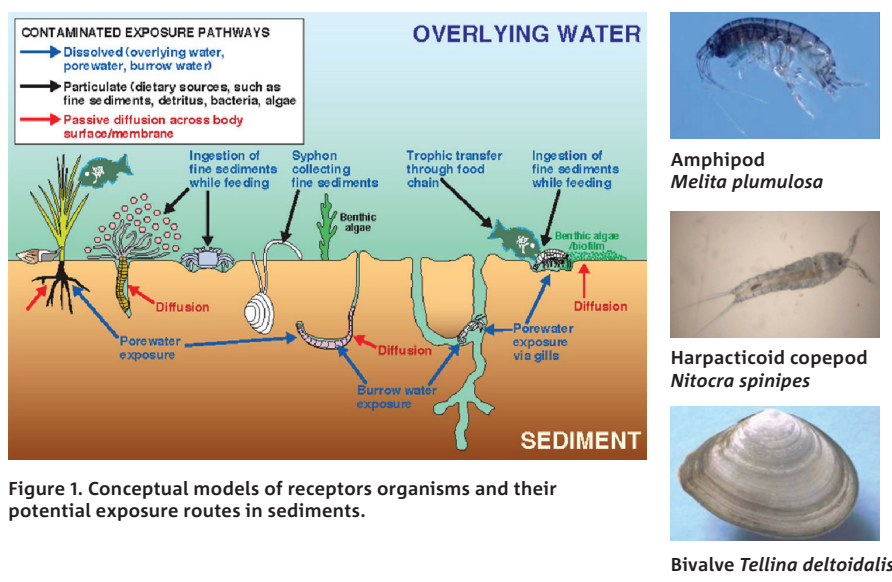 CONTAMINATED EXPOSURE PATHWAYS
Dissolved (overlying water,
porewater, burrow water)
Particulate (dietary sources, such as
fine sediments, detritus, bacteria, algae
Passive diffusion across body
surface/membrane
OVERLYING WATER
Ingestion of
fine sediments
while feeding
Syphon
collecting
fine sediments
Trophic transfer
through food
chain
Ingestion of
fine sediments
while feeding
Benthic
algae
Benthic algae
/biofilm
Diffusion
Diffusion
Porewater
exposure
Diffusion
Porewater
exposure
via gills
Burrow water
exposure
SEDIMENT
Figure 1. Conceptual models of receptors organisms and their
potential exposure routes in sediments.
Amphipod
Melita plumulosa
Harpacticoid copepod
Nitocra spinipes
Bivalve Tellina deltoidalis